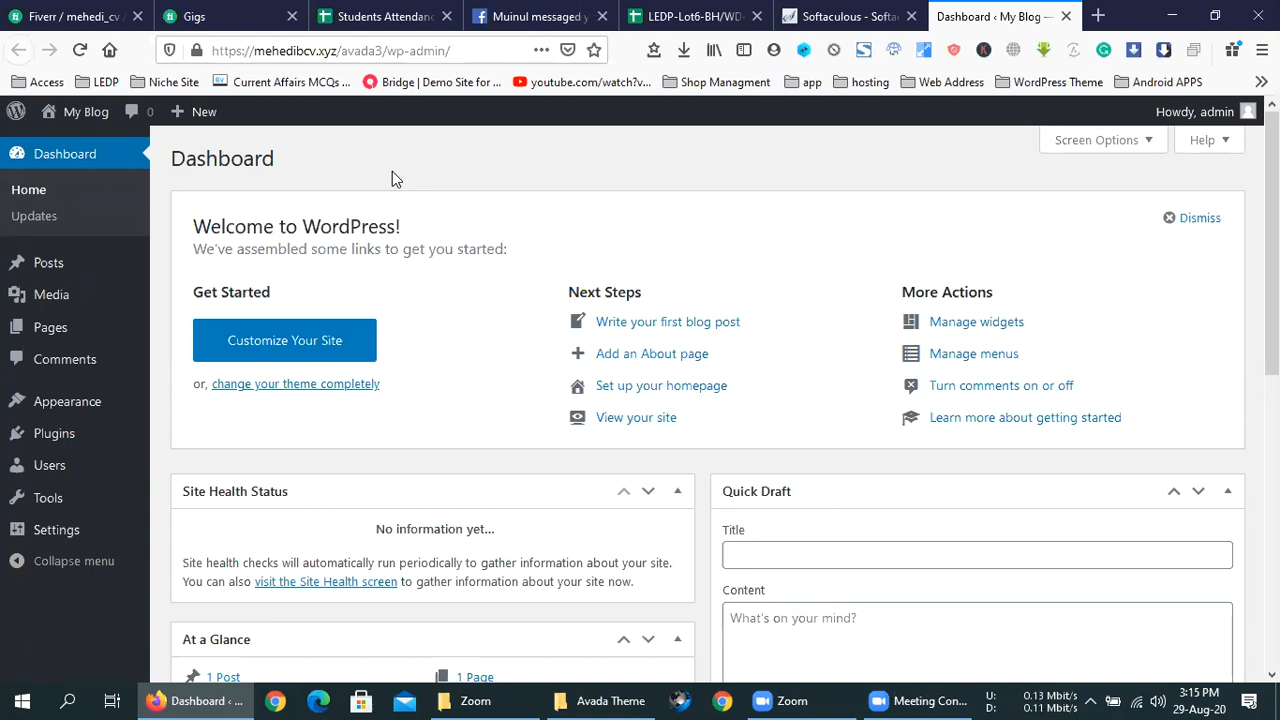 Fiverr / mehedi_cv
Gigs
Students Attendanc
Muinul messaged y
LEDP-Lot6-BH/WD-
Softaculous - Softac
Dashboard ‹ My Blog —
https://mehedibcv.xyz/avada3/wp-admin/
Access
LEDP
Niche Site
Current Affairs MCQs ...
Bridge | Demo Site for ...
youtube.com/watch?v...
Shop Managment
app
hosting
Web Address
WordPress Theme
Android APPS
My Blog
0
New
Howdy, admin
Dashboard
Home
Updates
Posts
Media
Pages
Comments
Appearance
Plugins
Users
Tools
Settings
Collapse menu
Screen Options
Help
Dashboard
Welcome to WordPress!
We've assembled some links to get you started:
Dismiss
Get Started
Customize Your Site
or, change your theme completely
Next Steps
Write your first blog post
Add an About page
Set up your homepage
View your site
More Actions
Manage widgets
Manage menus
Turn comments on or off
Learn more about getting started
Site Health Status
No information yet...
Site health checks will automatically run periodically to gather information about your site.
You can also visit the Site Health screen to gather information about your site now.
At a Glance
1 Post
1 Page
Quick Draft
Title
Content
What's on your mind?
Dashboard ‹ ...
Zoom
Avada Theme
Zoom
Meeting Con...
U: 0.13 Mbit/s
D: 0.11 Mbit/s
3:15 PM
29-Aug-20